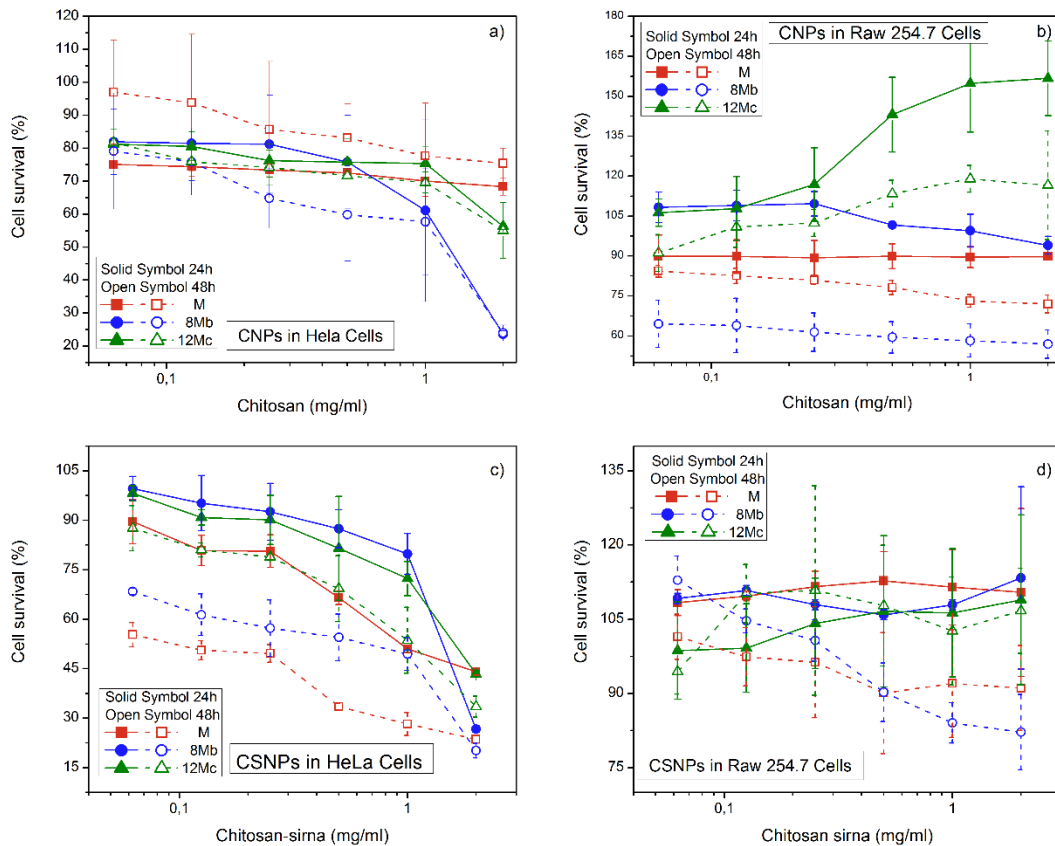 a)
Cell survival (%)
120
110
100
90
80
70
60
50
40
30
20
Solid Symbol 24h
Open Symbol 48h
M
8Mb
12Mc
CNPs in Hela Cells
0,1
1
Chitosan (mg/ml)
b)
Cell survival (%)
180
165
150
135
120
105
90
75
60
Solid Symbol 24h
Open Symbol 48h
M
8Mb
12Mc
CNPs in Raw 254.7 Cells
0,1
1
Chitosan (mg/ml)
c)
Cell survival (%)
105
90
75
60
45
30
15
Solid Symbol 24h
Open Symbol 48h
M
8Mb
12Mc
CSNPs in HeLa Cells
0,1
1
Chitosan-sirna (mg/ml)
d)
Cell survival (%)
135
120
105
90
75
Solid Symbol 24h
Open Symbol 48h
M
8Mb
12Mc
CSNPs in Raw 254.7 Cells
0,1
1
Chitosan sirna (mg/ml)